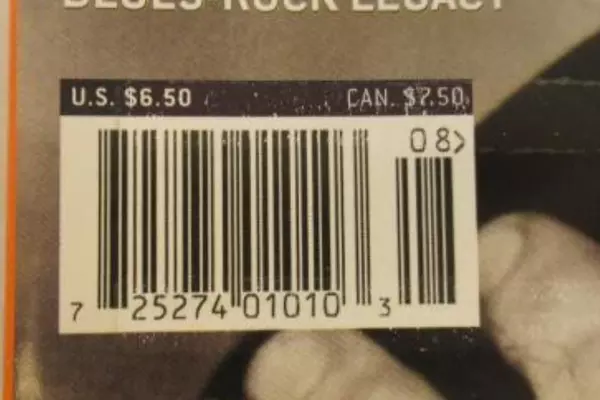 BLUES-ROCK LEGACY
U.S. $6.50 CAN. $7.50
08>
7 25274 01010 3